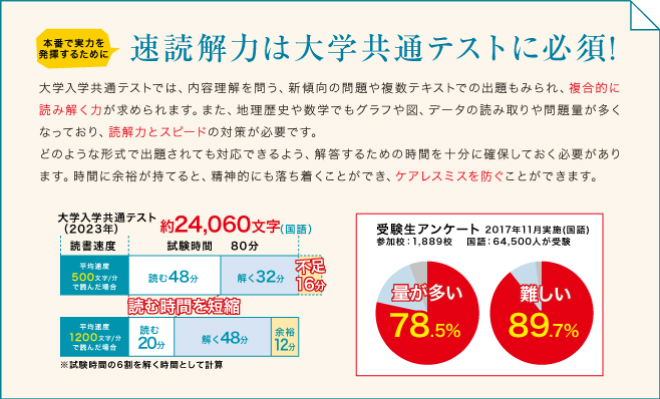 本番で実力を
発揮するために
速読解力は大学共通テストに必須!
大学入学共通テストでは、内容理解を問う、新傾向の問題や複数テキストでの出題もみられ、複合的に
読み解く力が求められます。また、地理歴史や数学でもグラフや図、データの読み取りや問題量が多く
なっており、読解力とスピードの対策が必要です。
どのような形式で出題されても対応できるよう、解答するための時間を十分に確保しておく必要があり
ます。時間に余裕が持てると、精神的にも落ち着くことができ、ケアレスミスを防ぐことができます。
大学入学共通テスト
(2023年)
約24,060文字(国語)
読書速度
試験時間 80分
平均速度
500文字/分
で読んだ場合
読む48分
解く32分
不足
16分
読む時間を短縮
平均速度
1200文字/分
で読んだ場合
読む
20分
解く48分
余裕
12分
※試験時間の6割を解く時間として計算
受験生アンケート 2017年11月実施(国語)
参加校:1,889校 国語:64,500人が受験
量が多い
78.5%
難しい
89.7%